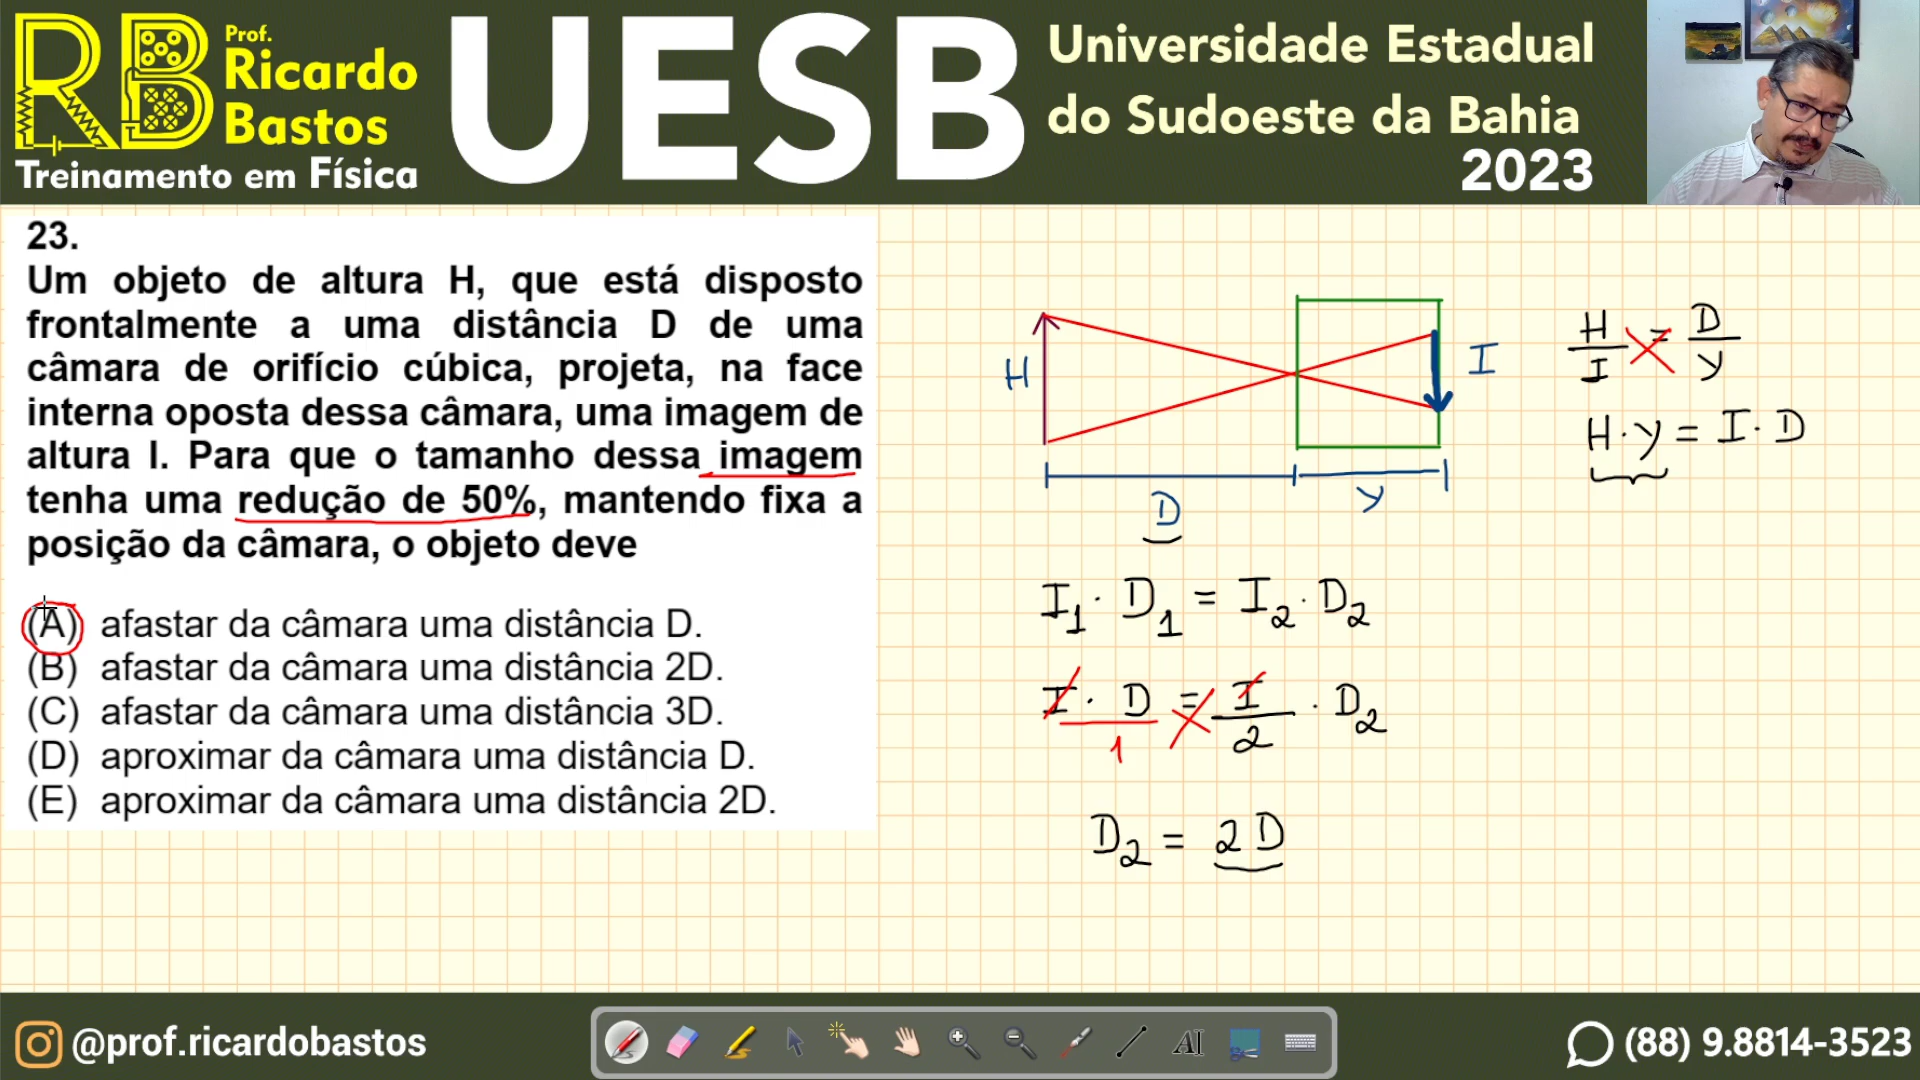 RB
Prof.
Ricardo
Bastos
Treinamento em Física
UESB
Universidade Estadual
do Sudoeste da Bahia
2023
23.
Um objeto de altura H, que está disposto
frontalmente a uma distância D de uma
câmara de orifício cúbica, projeta, na face
interna oposta dessa câmara, uma imagem de
altura I. Para que o tamanho dessa imagem
tenha uma redução de 50%, mantendo fixa a
posição da câmara, o objeto deve
(A) afastar da câmara uma distância D.
(B) afastar da câmara uma distância 2D.
(C) afastar da câmara uma distância 3D.
(D) aproximar da câmara uma distância D.
(E) aproximar da câmara uma distância 2D.
H
I
D
y
H/I = D/y
H · y = I · D
I₁ · D₁ = I₂ · D₂
I · D / 1 = I/2 · D₂
D₂ = 2D
@prof.ricardobastos
AI
(88) 9.8814-3523